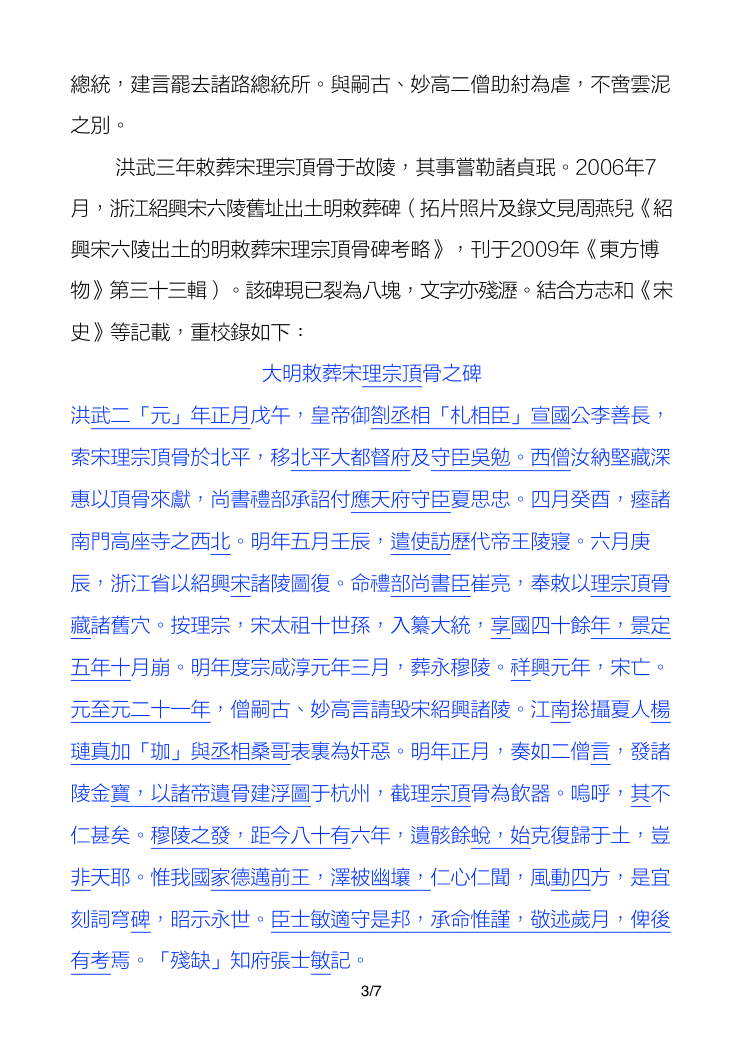 總統，建言罷去諸路總統所。與嗣古、妙高二僧助紂為虐，不啻雲泥
之別。
洪武三年敕葬宋理宗頂骨于故陵，其事嘗勒諸貞珉。2006年7
月，浙江紹興宋六陵舊址出土明敕葬碑（拓片照片及錄文見周燕兒《紹
興宋六陵出土的明敕葬宋理宗頂骨碑考略》，刊于2009年《東方博
物》第三十三輯）。該碑現已裂為八塊，文字亦殘瀝。結合方志和《宋
史》等記載，重校錄如下：
大明敕葬宋理宗頂骨之碑
洪武二「元」年正月戊午，皇帝御劄丞相「札相臣」宣國公李善長，
索宋理宗頂骨於北平，移北平大都督府及守臣吳勉。西僧汝納堅藏深
惠以頂骨來獻，尚書禮部承詔付應天府守臣夏思忠。四月癸酉，瘞諸
南門高座寺之西北。明年五月壬辰，遣使訪歷代帝王陵寢。六月庚
辰，浙江省以紹興宋諸陵圖復。命禮部尚書臣崔亮，奉敕以理宗頂骨
藏諸舊穴。按理宗，宋太祖十世孫，入纂大統，享國四十餘年，景定
五年十月崩。明年度宗咸淳元年三月，葬永穆陵。祥興元年，宋亡。
元至元二十一年，僧嗣古、妙高言請毀宋紹興諸陵。江南捴攝夏人楊
璉真加「珈」與丞相桑哥表裏為奸惡。明年正月，奏如二僧言，發諸
陵金寶，以諸帝遺骨建浮圖于杭州，截理宗頂骨為飲器。嗚呼，其不
仁甚矣。穆陵之發，距今八十有六年，遺骸餘蛻，始克復歸于土，豈
非天耶。惟我國家德邁前王，澤被幽壤，仁心仁聞，風動四方，是宜
刻詞穹碑，昭示永世。臣士敏適守是邦，承命惟謹，敬述歲月，俾後
有考焉。「殘缺」知府張士敏記。
3/7